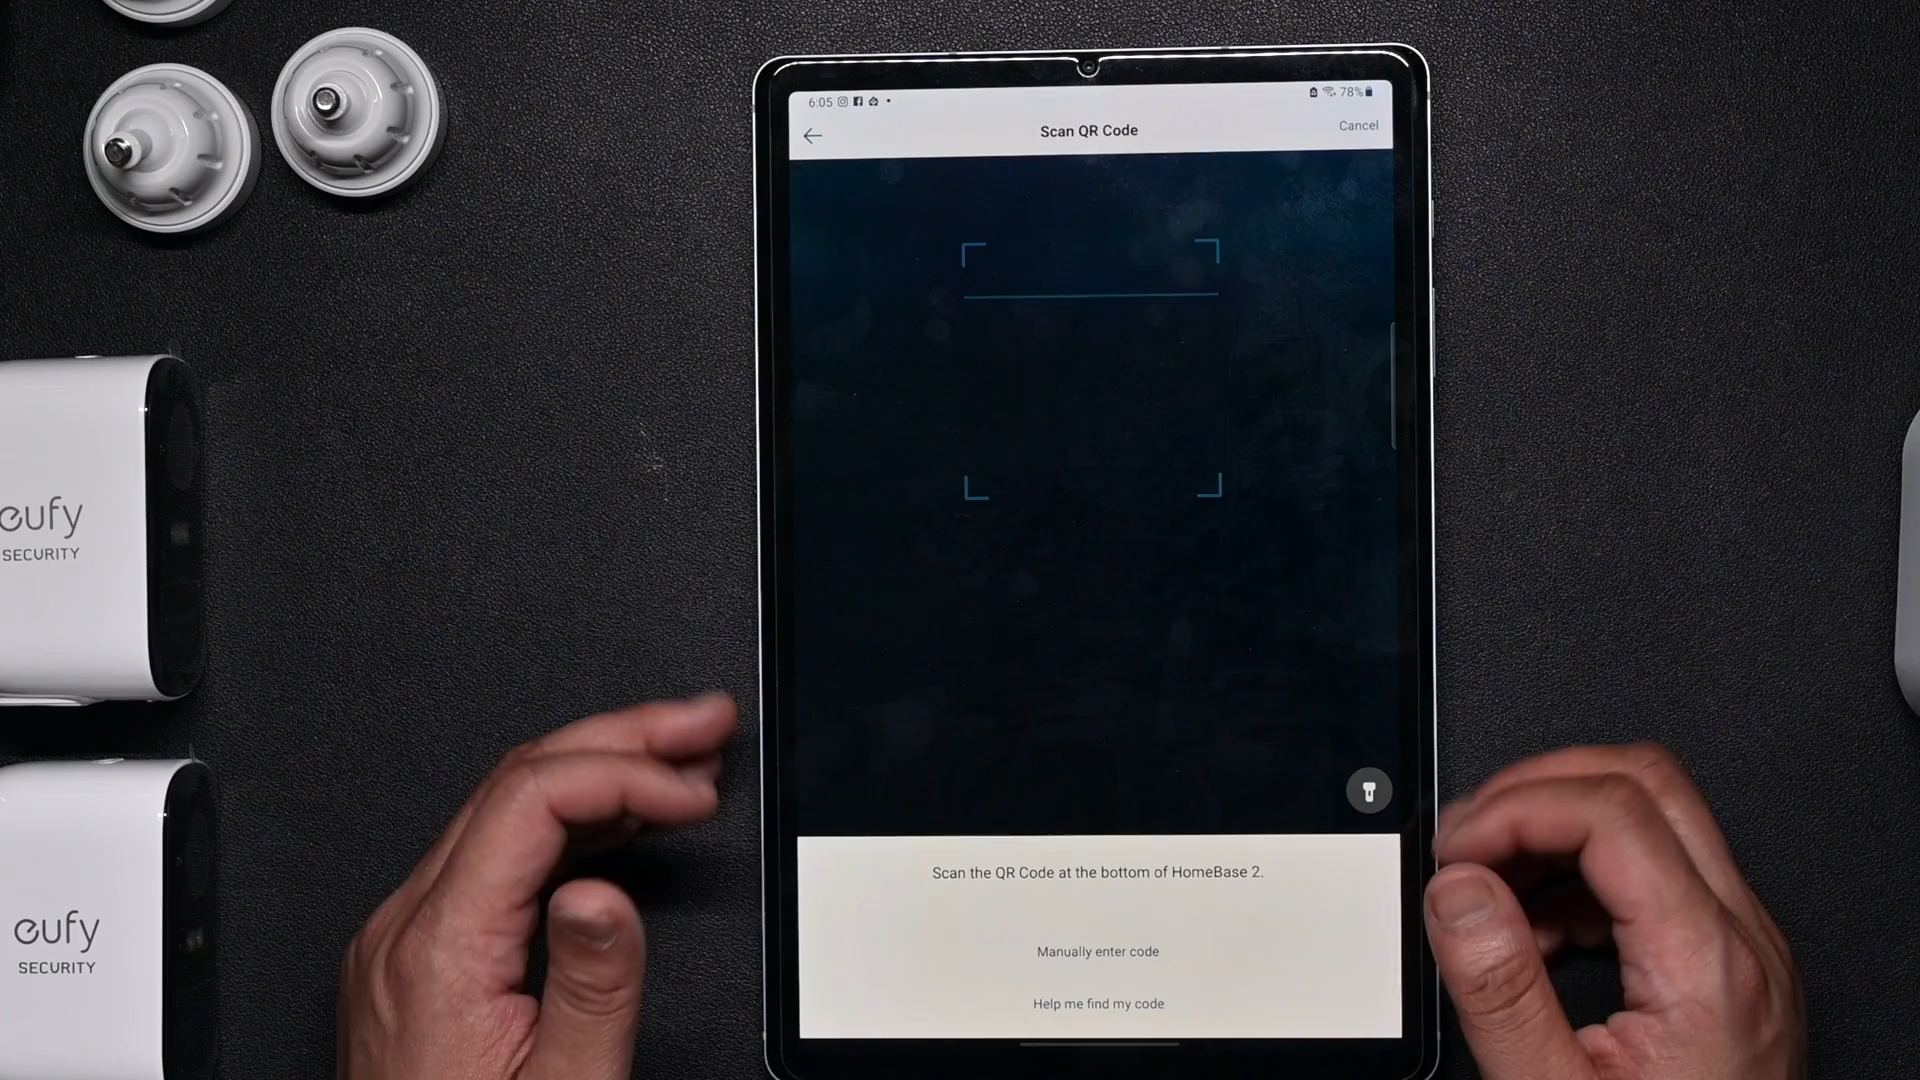 6:05
78%
Scan QR Code
Cancel
eufy
SECURITY
eufy
SECURITY
Scan the QR Code at the bottom of HomeBase 2.
Manually enter code
Help me find my code